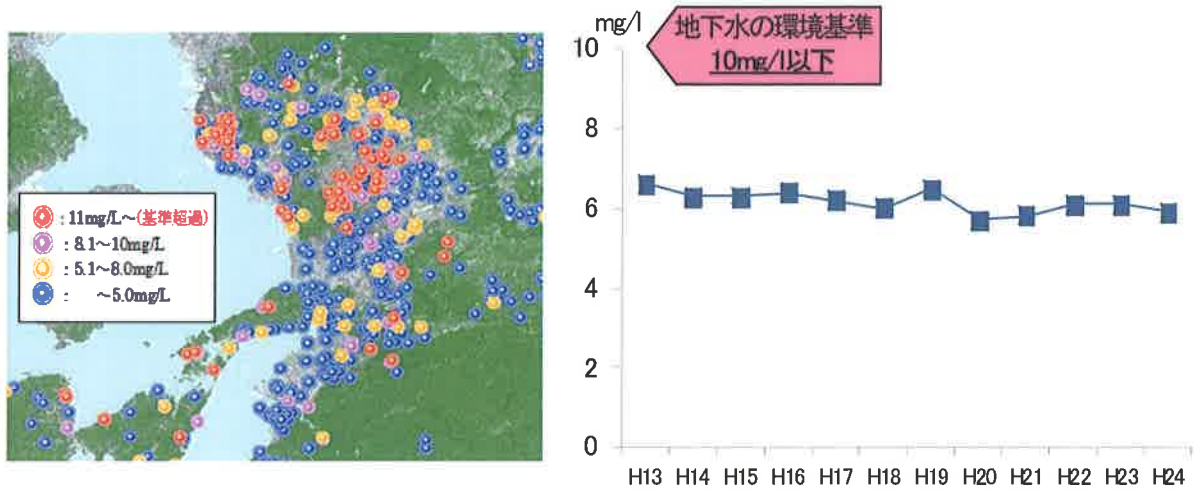 : 11mg/L～(基準超過)
: 8.1～10mg/L
: 5.1～8.0mg/L
: ～5.0mg/L
mg/l
地下水の環境基準
10mg/l以下
10
8
6
4
2
0
H13 H14 H15 H16 H17 H18 H19 H20 H21 H22 H23 H24